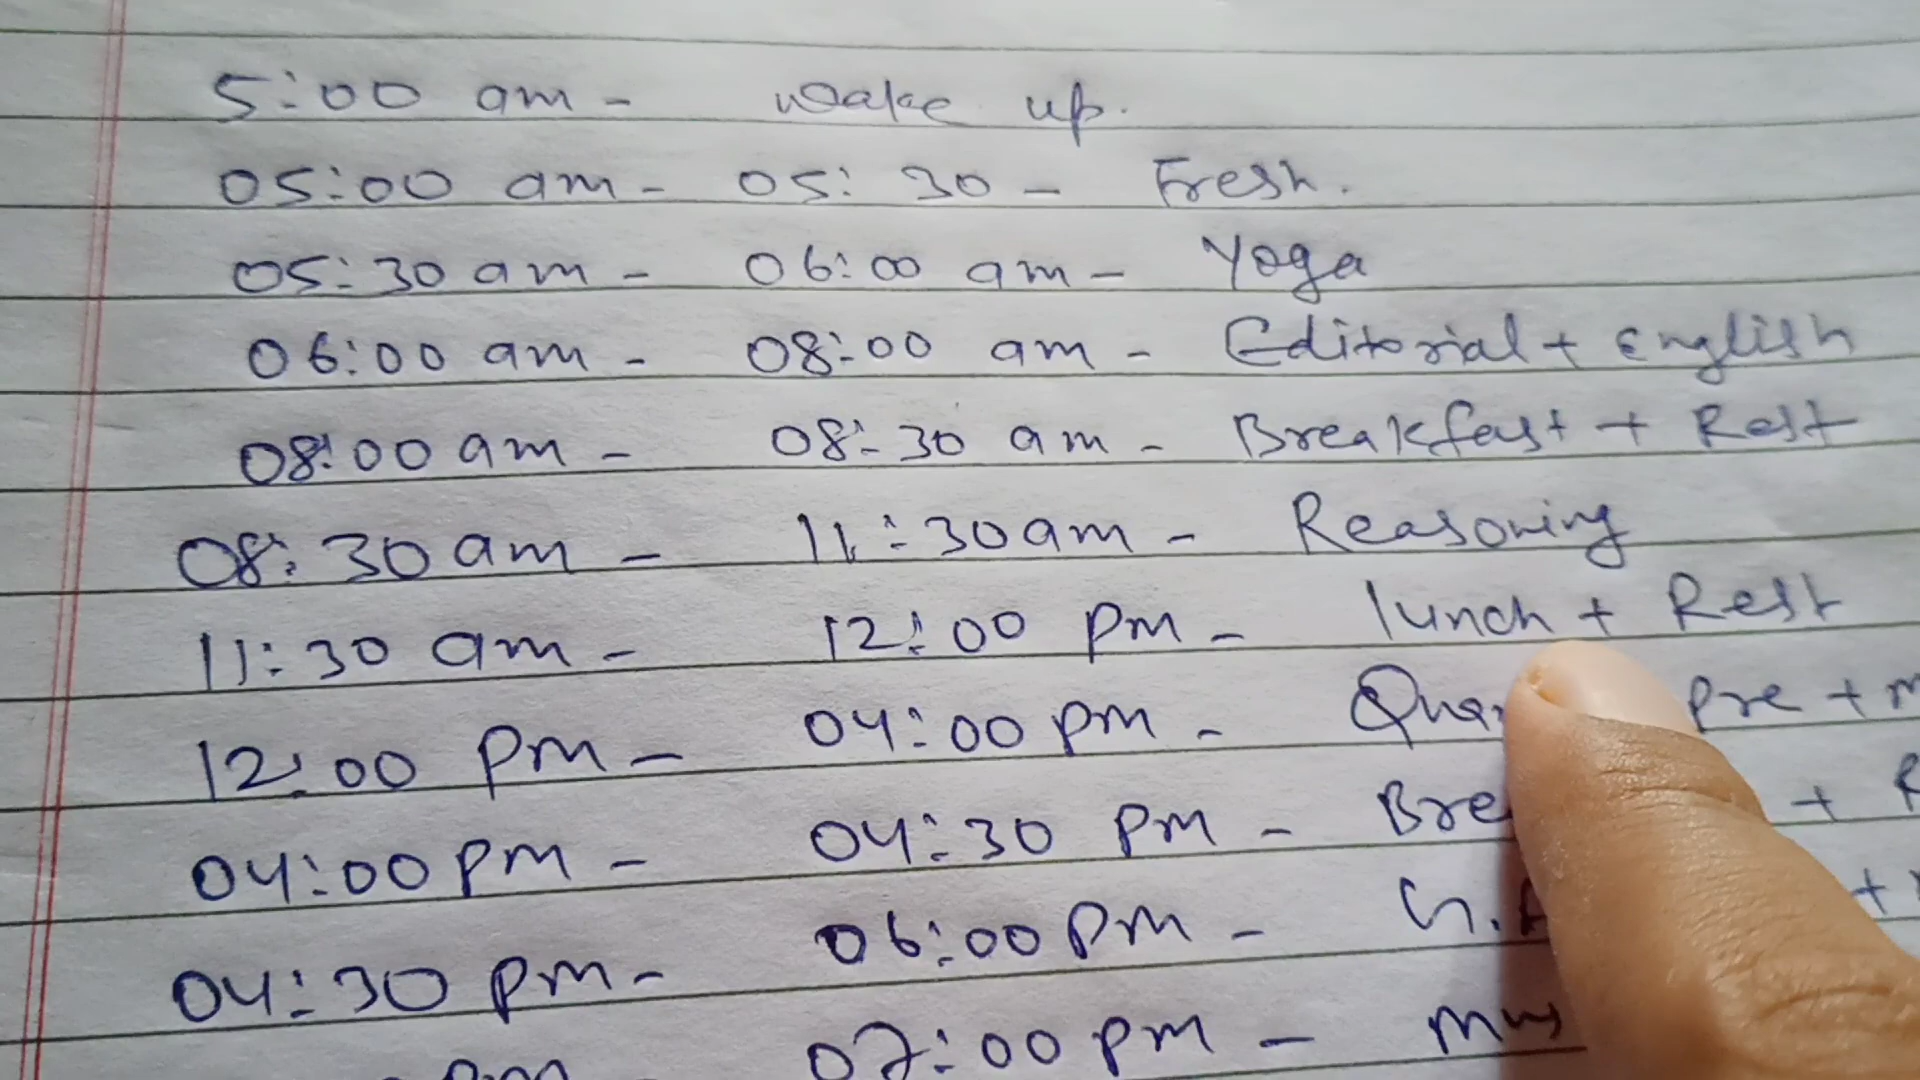 5:00 am - wake up.
05:00 am - 05:30 - Fresh.
05:30 am - 06:00 am - Yoga
06:00 am - 08:00 am - Editorial + English
08:00 am - 08:30 am - Breakfast + Rest
08:30 am - 11:30 am - Reasoning
11:30 am - 12:00 pm - lunch + Rest
12:00 pm - 04:00 pm - Pre +
04:00 pm - 04:30 pm - +
04:30 pm - 06:00 pm - +
pm - 07:00 pm -